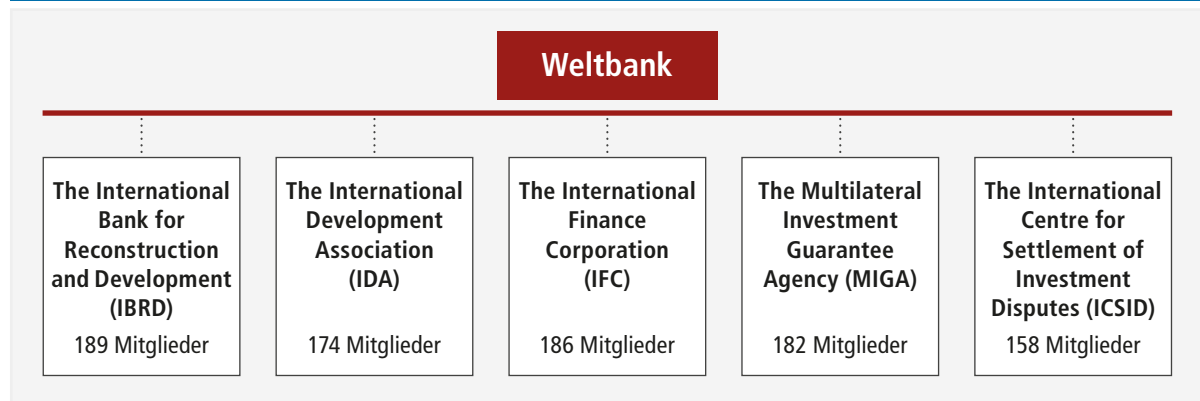 Weltbank
The International
Bank for
Reconstruction
and Development
(IBRD)
189 Mitglieder
The International
Development
Association
(IDA)
174 Mitglieder
The International
Finance
Corporation
(IFC)
186 Mitglieder
The Multilateral
Investment
Guarantee
Agency (MIGA)
182 Mitglieder
The International
Centre for
Settlement of
Investment
Disputes (ICSID)
158 Mitglieder